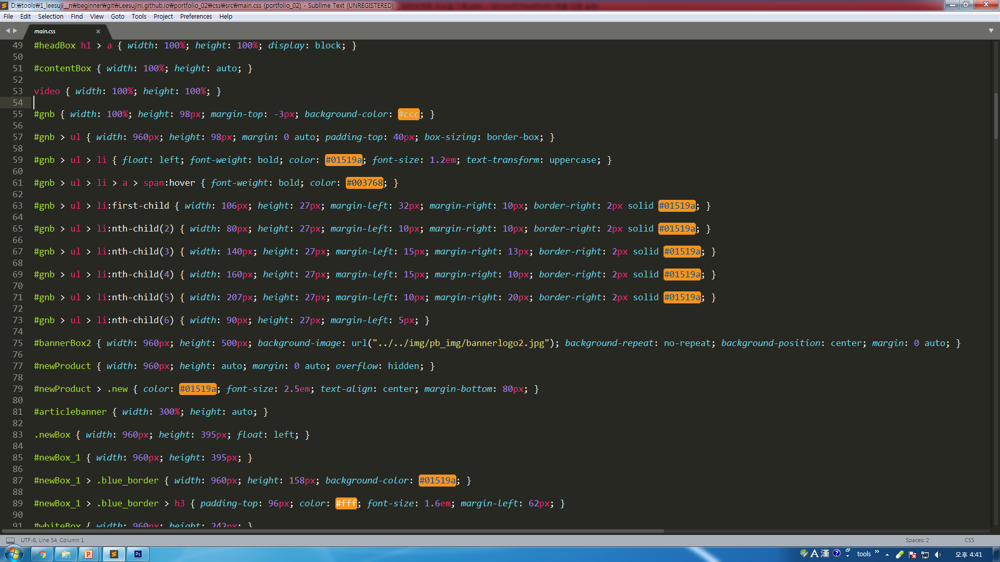 D:₩tools₩1_leesuji__n₩beginner₩git₩Leesujini.github.io₩portfolio_02₩css₩src₩main.css (portfolio_02) - Sublime Text (UNREGISTERED)
File Edit Selection Find View Goto Tools Project Preferences Help
main.css ×
49 #headBox h1 > a { width: 100%; height: 100%; display: block; }
50
51 #contentBox { width: 100%; height: auto; }
52
53 video { width: 100%; height: 100%; }
54
55 #gnb { width: 100%; height: 98px; margin-top: -3px; background-color: #ccc; }
56
57 #gnb > ul { width: 960px; height: 98px; margin: 0 auto; padding-top: 40px; box-sizing: border-box; }
58
59 #gnb > ul > li { float: left; font-weight: bold; color: #01519a; font-size: 1.2em; text-transform: uppercase; }
60
61 #gnb > ul > li > a > span:hover { font-weight: bold; color: #003768; }
62
63 #gnb > ul > li:first-child { width: 106px; height: 27px; margin-left: 32px; margin-right: 10px; border-right: 2px solid #01519a; }
64
65 #gnb > ul > li:nth-child(2) { width: 80px; height: 27px; margin-left: 10px; margin-right: 10px; border-right: 2px solid #01519a; }
66
67 #gnb > ul > li:nth-child(3) { width: 140px; height: 27px; margin-left: 15px; margin-right: 13px; border-right: 2px solid #01519a; }
68
69 #gnb > ul > li:nth-child(4) { width: 160px; height: 27px; margin-left: 15px; margin-right: 10px; border-right: 2px solid #01519a; }
70
71 #gnb > ul > li:nth-child(5) { width: 207px; height: 27px; margin-left: 10px; margin-right: 20px; border-right: 2px solid #01519a; }
72
73 #gnb > ul > li:nth-child(6) { width: 90px; height: 27px; margin-left: 5px; }
74
75 #bannerBox2 { width: 960px; height: 500px; background-image: url("../../img/pb_img/bannerlogo2.jpg"); background-repeat: no-repeat; background-position: center; margin: 0 auto; }
76
77 #newProduct { width: 960px; height: auto; margin: 0 auto; overflow: hidden; }
78
79 #newProduct > .new { color: #01519a; font-size: 2.5em; text-align: center; margin-bottom: 80px; }
80
81 #articlebanner { width: 300%; height: auto; }
82
83 .newBox { width: 960px; height: 395px; float: left; }
84
85 #newBox_1 { width: 960px; height: 395px; }
86
87 #newBox_1 > .blue_border { width: 960px; height: 158px; background-color: #01519a; }
88
89 #newBox_1 > .blue_border > h3 { padding-top: 96px; color: #fff; font-size: 1.6em; margin-left: 62px; }
90
91 #whiteBox { width: 960px; height: 242px; }
UTF-8, Line 54, Column 1 Spaces: 2 CSS
Ps A 漢 tools » 오후 4:41